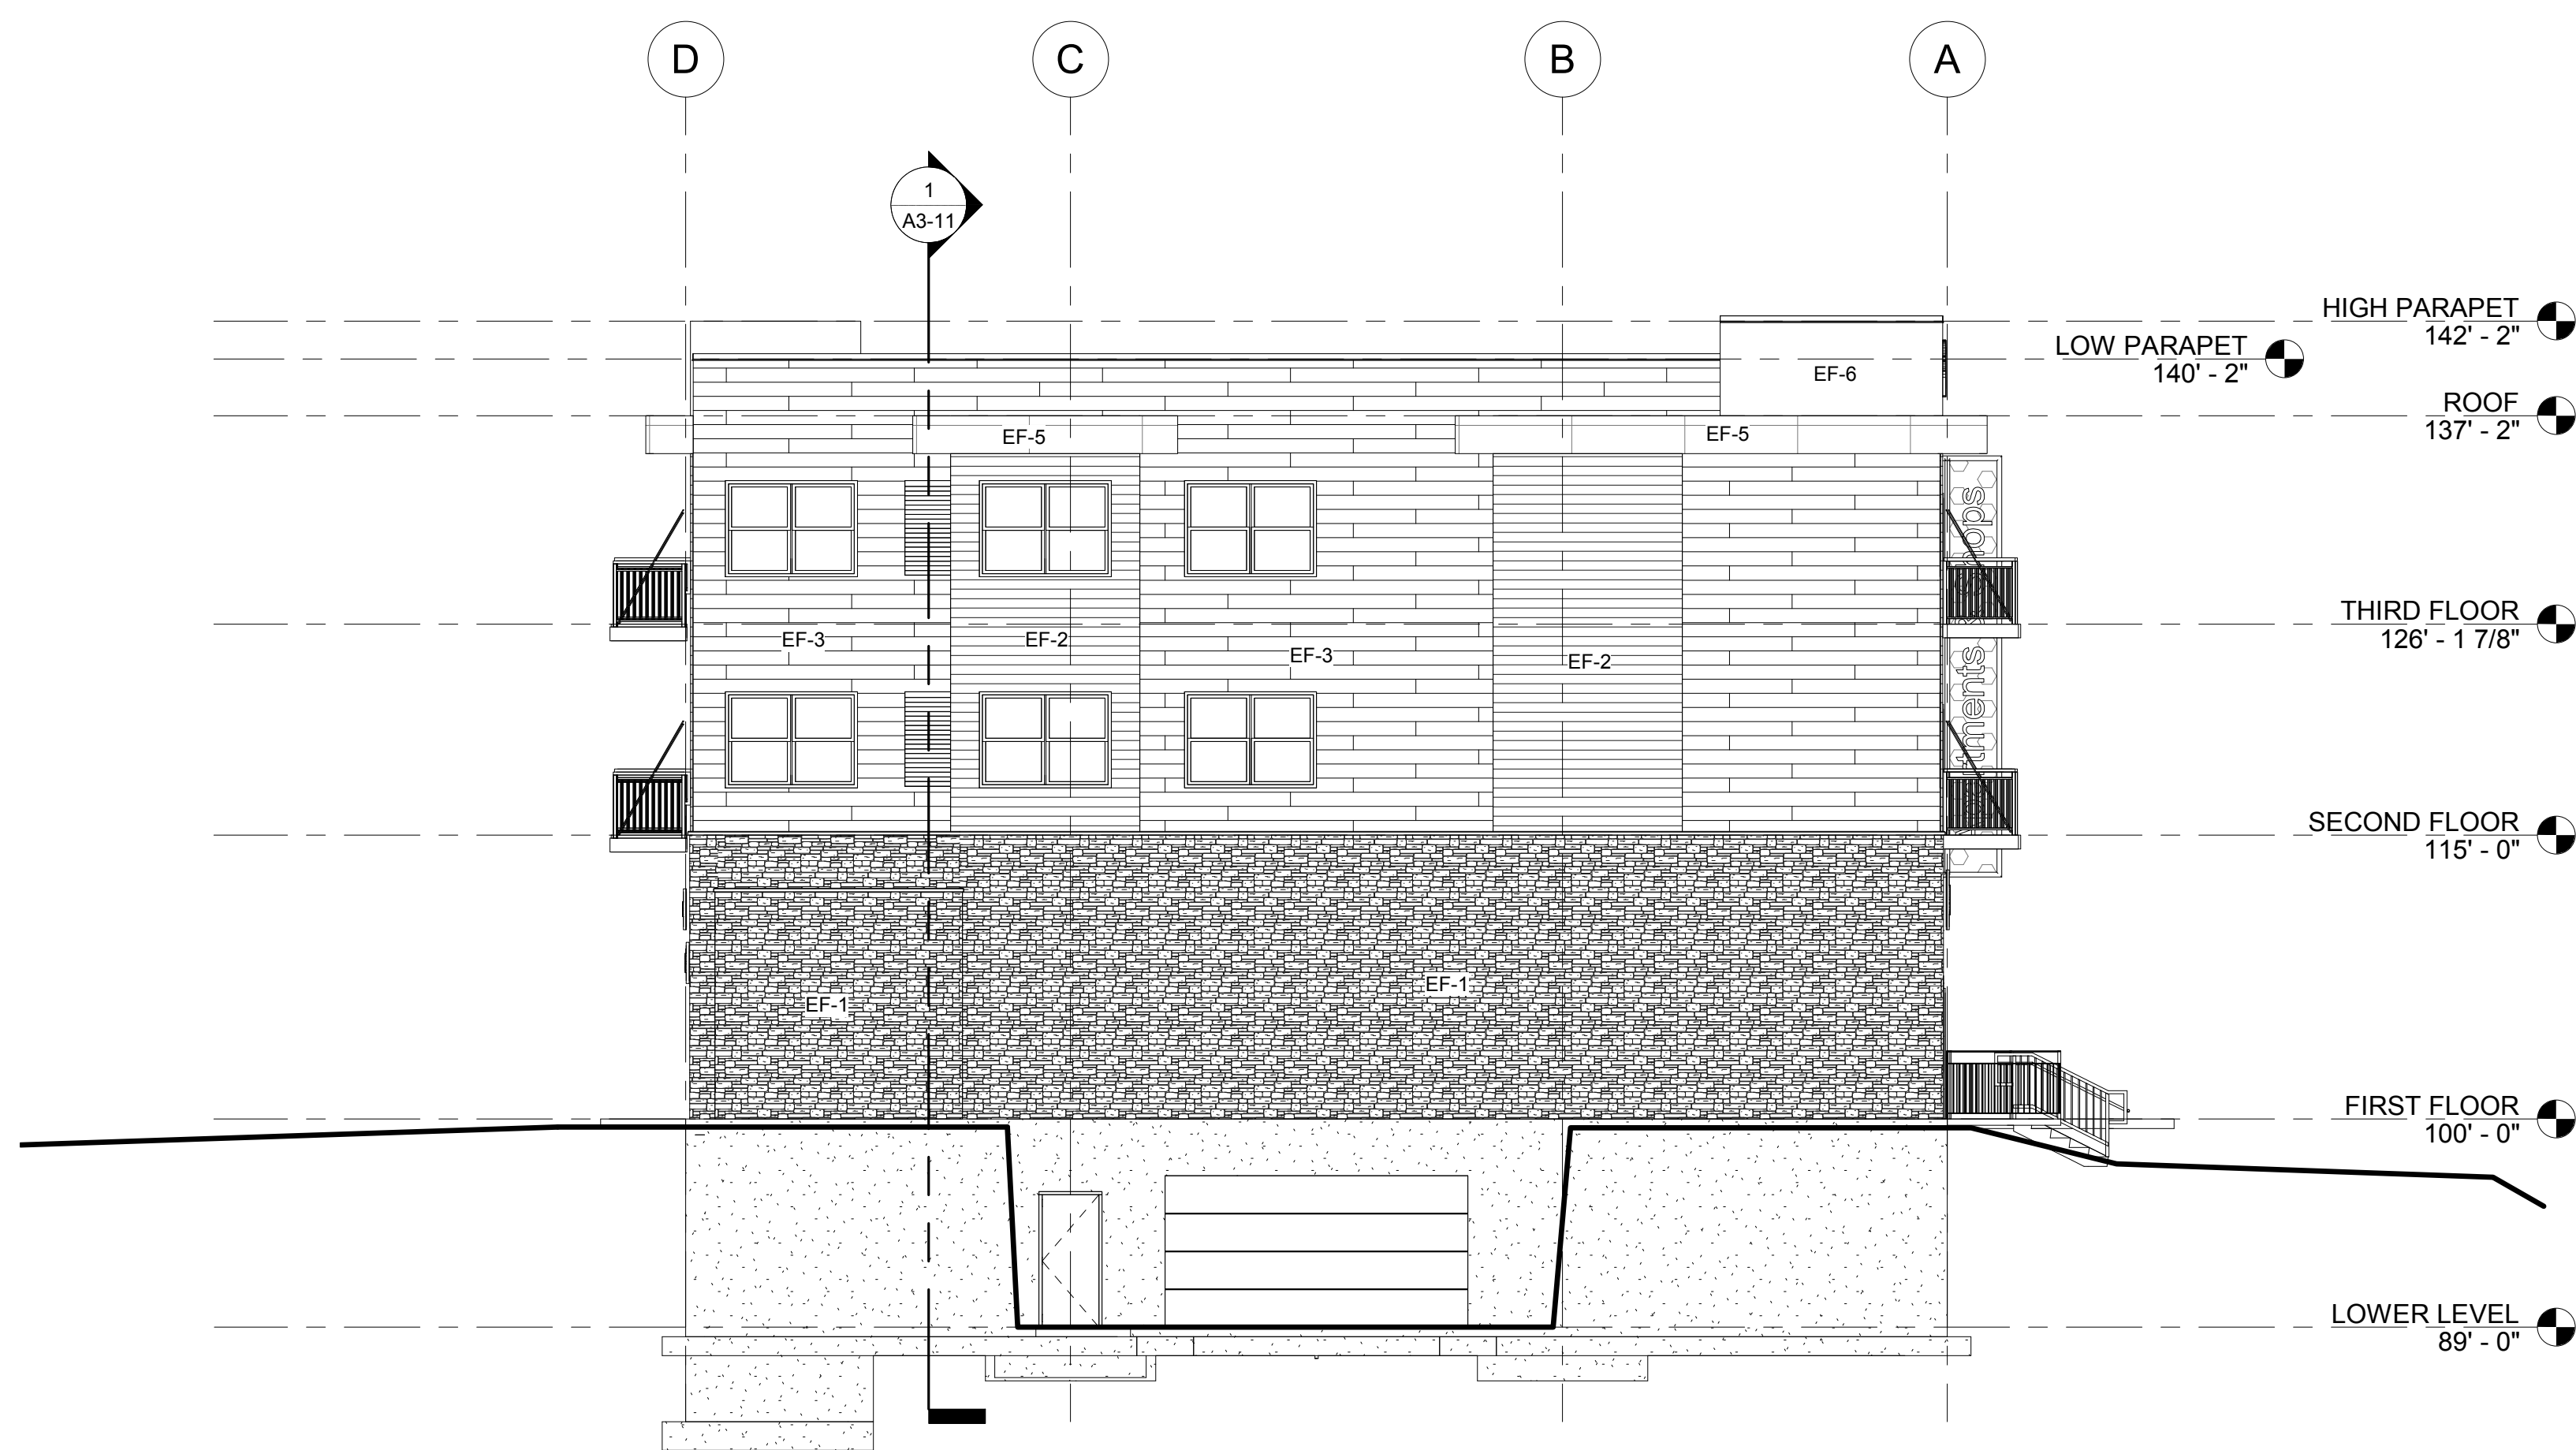 D
C
B
A
1
A3-11
HIGH PARAPET
142' - 2"
LOW PARAPET
140' - 2"
EF-6
ROOF
137' - 2"
EF-5
EF-5
THIRD FLOOR
126' - 1 7/8"
EF-3
EF-2
EF-3
EF-2
SECOND FLOOR
115' - 0"
EF-1
EF-1
FIRST FLOOR
100' - 0"
LOWER LEVEL
89' - 0"